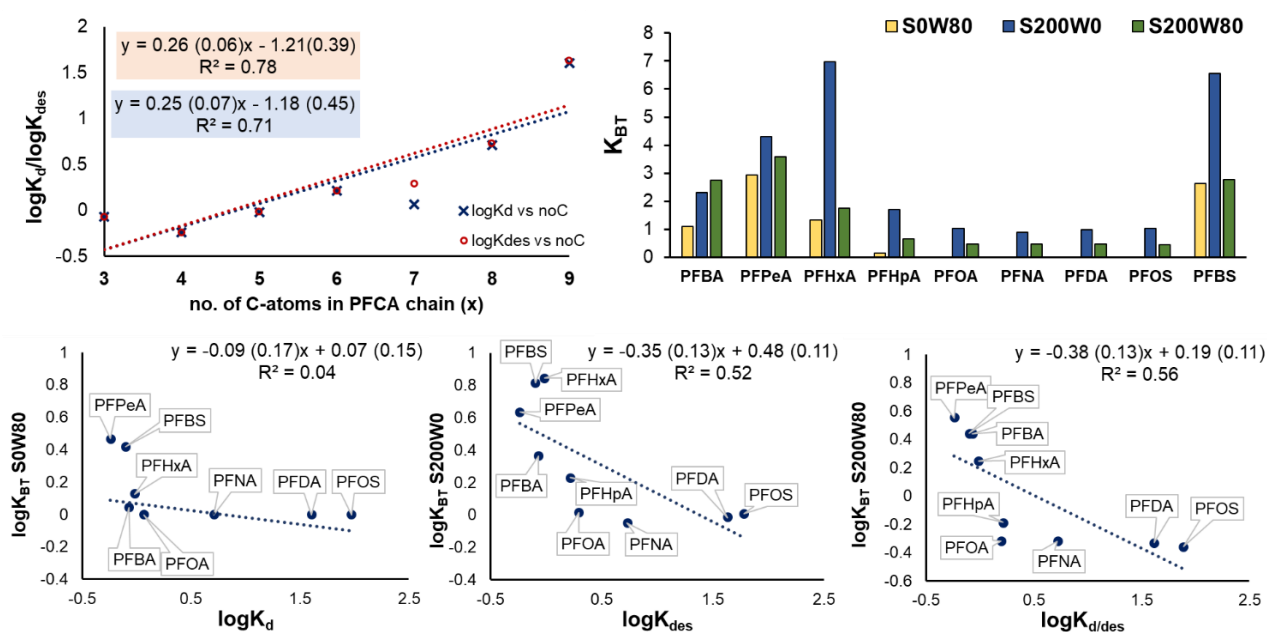 2
1.5
1
0.5
0
-0.5
logKd/logKdes
y = 0.26 (0.06)x - 1.21(0.39)
R² = 0.78
y = 0.25 (0.07)x - 1.18 (0.45)
R² = 0.71
logKd vs noC
logKdes vs noC
3 4 5 6 7 8 9
no. of C-atoms in PFCA chain (x)
S0W80 S200W0 S200W80
8
7
6
5
4
3
2
1
0
KBT
PFBA PFPeA PFHxA PFHpA PFOA PFNA PFDA PFOS PFBS
y = -0.09 (0.17)x + 0.07 (0.15)
R² = 0.04
1
0.8
0.6
0.4
0.2
0
-0.2
-0.4
logKBT S0W80
PFPeA
PFBS
PFHxA
PFNA
PFDA
PFOS
PFBA
PFOA
-0.5 0.5 1.5 2.5
logKd
y = -0.35 (0.13)x + 0.48 (0.11)
R² = 0.52
1
0.8
0.6
0.4
0.2
0
-0.2
-0.4
logKBT S200W0
PFBS
PFHxA
PFPeA
PFBA
PFHpA
PFDA
PFOS
PFOA
PFNA
-0.5 0.5 1.5 2.5
logKdes
y = -0.38 (0.13)x + 0.19 (0.11)
R² = 0.56
1
0.8
0.6
0.4
0.2
0
-0.2
-0.4
-0.6
logKBT S200W80
PFPeA
PFBS
PFBA
PFHxA
PFHpA
PFDA
PFOS
PFOA
PFNA
-0.5 0.5 1.5 2.5
logKd/des